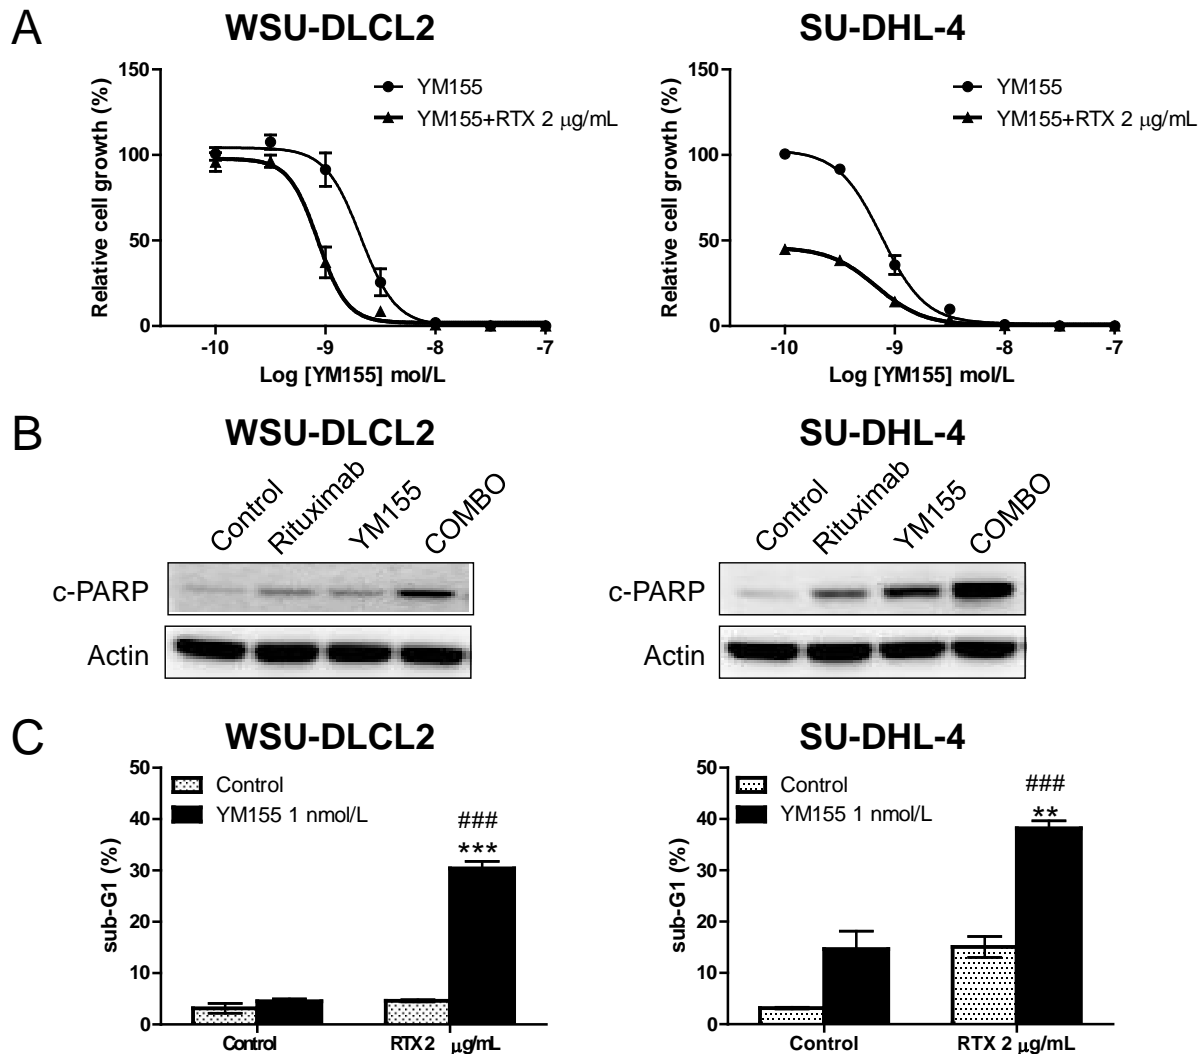 A
WSU-DLCL2
SU-DHL-4
150
100
50
0
Relative cell growth (%)
YM155
YM155+RTX 2 μg/mL
-10
-9
-8
-7
Log [YM155] mol/L
150
100
50
0
Relative cell growth (%)
YM155
YM155+RTX 2 μg/mL
-10
-9
-8
-7
Log [YM155] mol/L
B
WSU-DLCL2
SU-DHL-4
Control
Rituximab
YM155
COMBO
c-PARP
Actin
Control
Rituximab
YM155
COMBO
c-PARP
Actin
C
WSU-DLCL2
SU-DHL-4
50
40
30
20
10
0
sub-G1 (%)
Control
YM155 1 nmol/L
###
***
Control
RTX 2 μg/mL
50
40
30
20
10
0
sub-G1 (%)
Control
YM155 1 nmol/L
###
**
Control
RTX 2 μg/mL